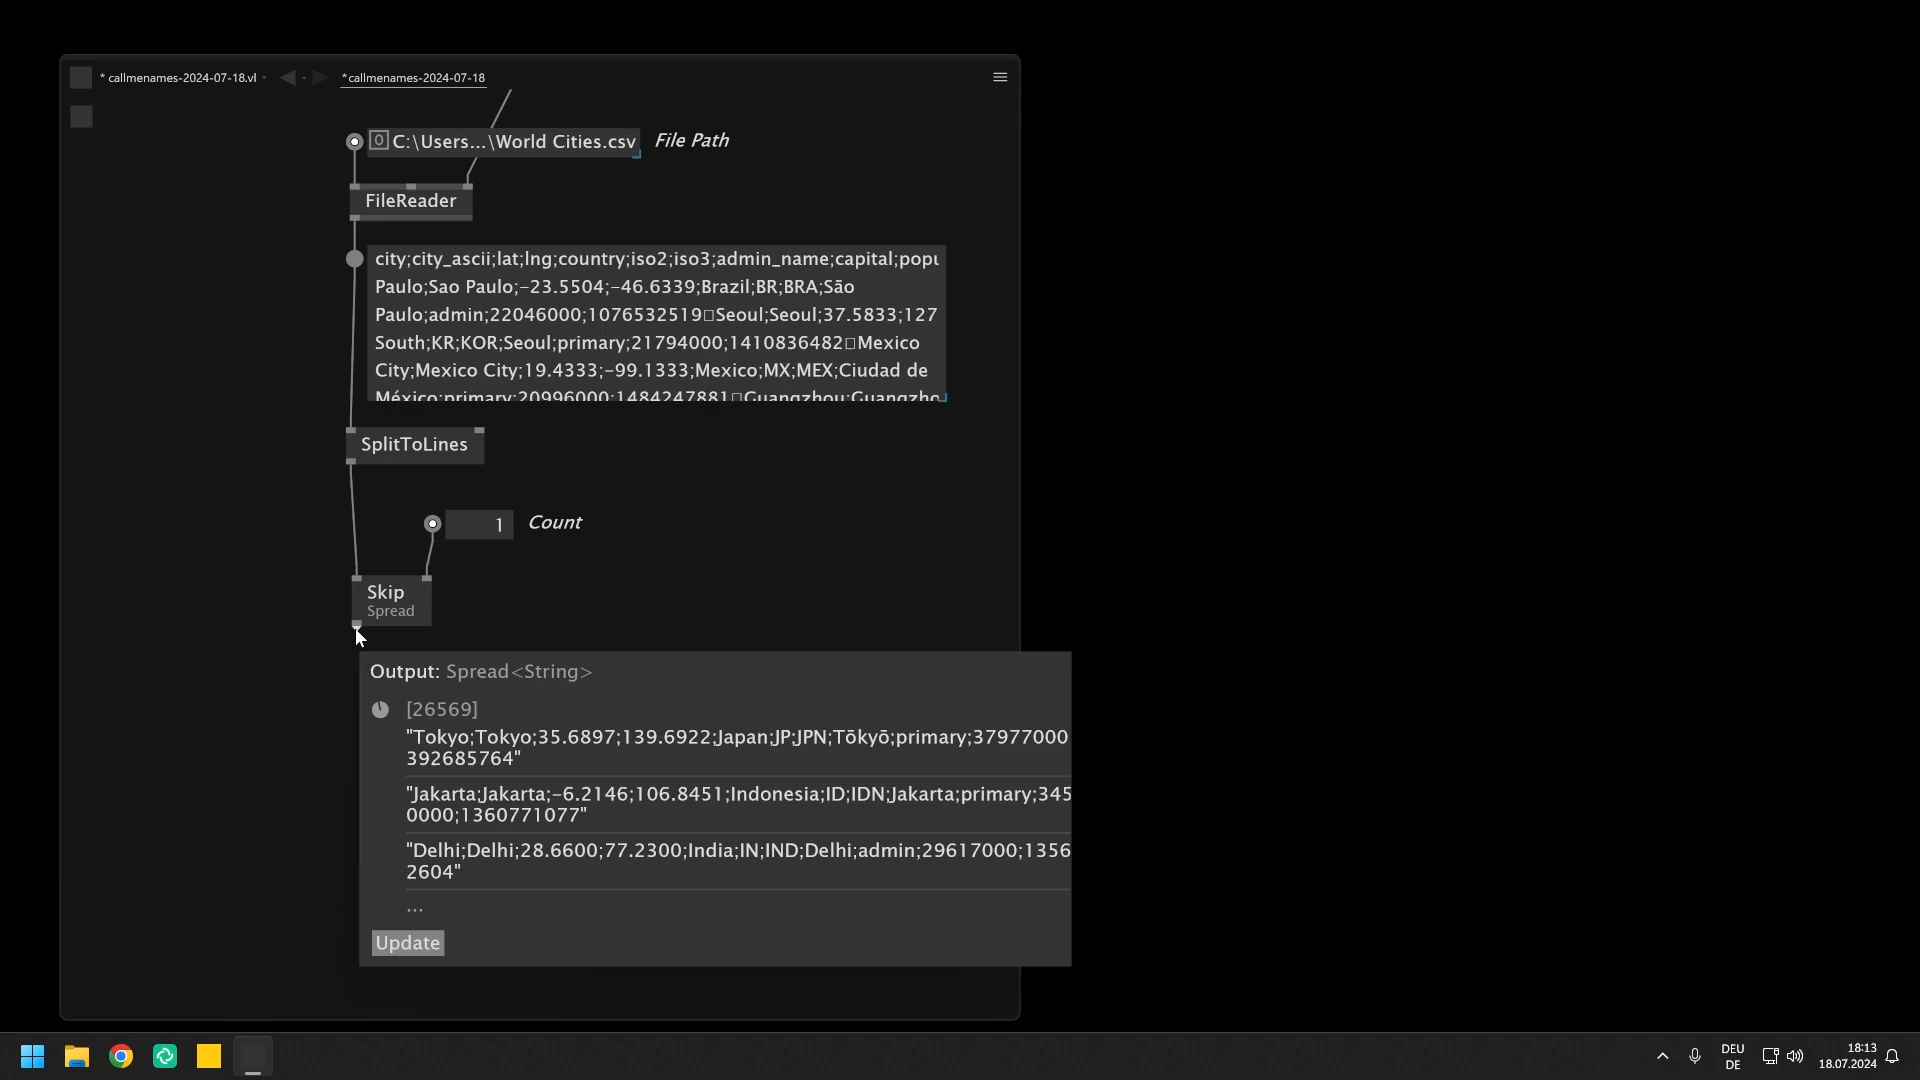 * callmenames-2024-07-18.vl
*callmenames-2024-07-18
C:\Users...\World Cities.csv
File Path
FileReader
city;city_ascii;lat;lng;country;iso2;iso3;admin_name;capital;popu
Paulo;Sao Paulo;-23.5504;-46.6339;Brazil;BR;BRA;São
Paulo;admin;22046000;1076532519▯Seoul;Seoul;37.5833;127
South;KR;KOR;Seoul;primary;21794000;1410836482▯Mexico
City;Mexico City;19.4333;-99.1333;Mexico;MX;MEX;Ciudad de
México;primary;20996000;1484247881▯Guangzhou;Guangzho
SplitToLines
1
Count
Skip
Spread
Output: Spread<String>
[26569]
"Tokyo;Tokyo;35.6897;139.6922;Japan;JP;JPN;Tōkyō;primary;37977000
392685764"
"Jakarta;Jakarta;-6.2146;106.8451;Indonesia;ID;IDN;Jakarta;primary;345
0000;1360771077"
"Delhi;Delhi;28.6600;77.2300;India;IN;IND;Delhi;admin;29617000;1356
2604"
...
Update
DEU
DE
18:13
18.07.2024